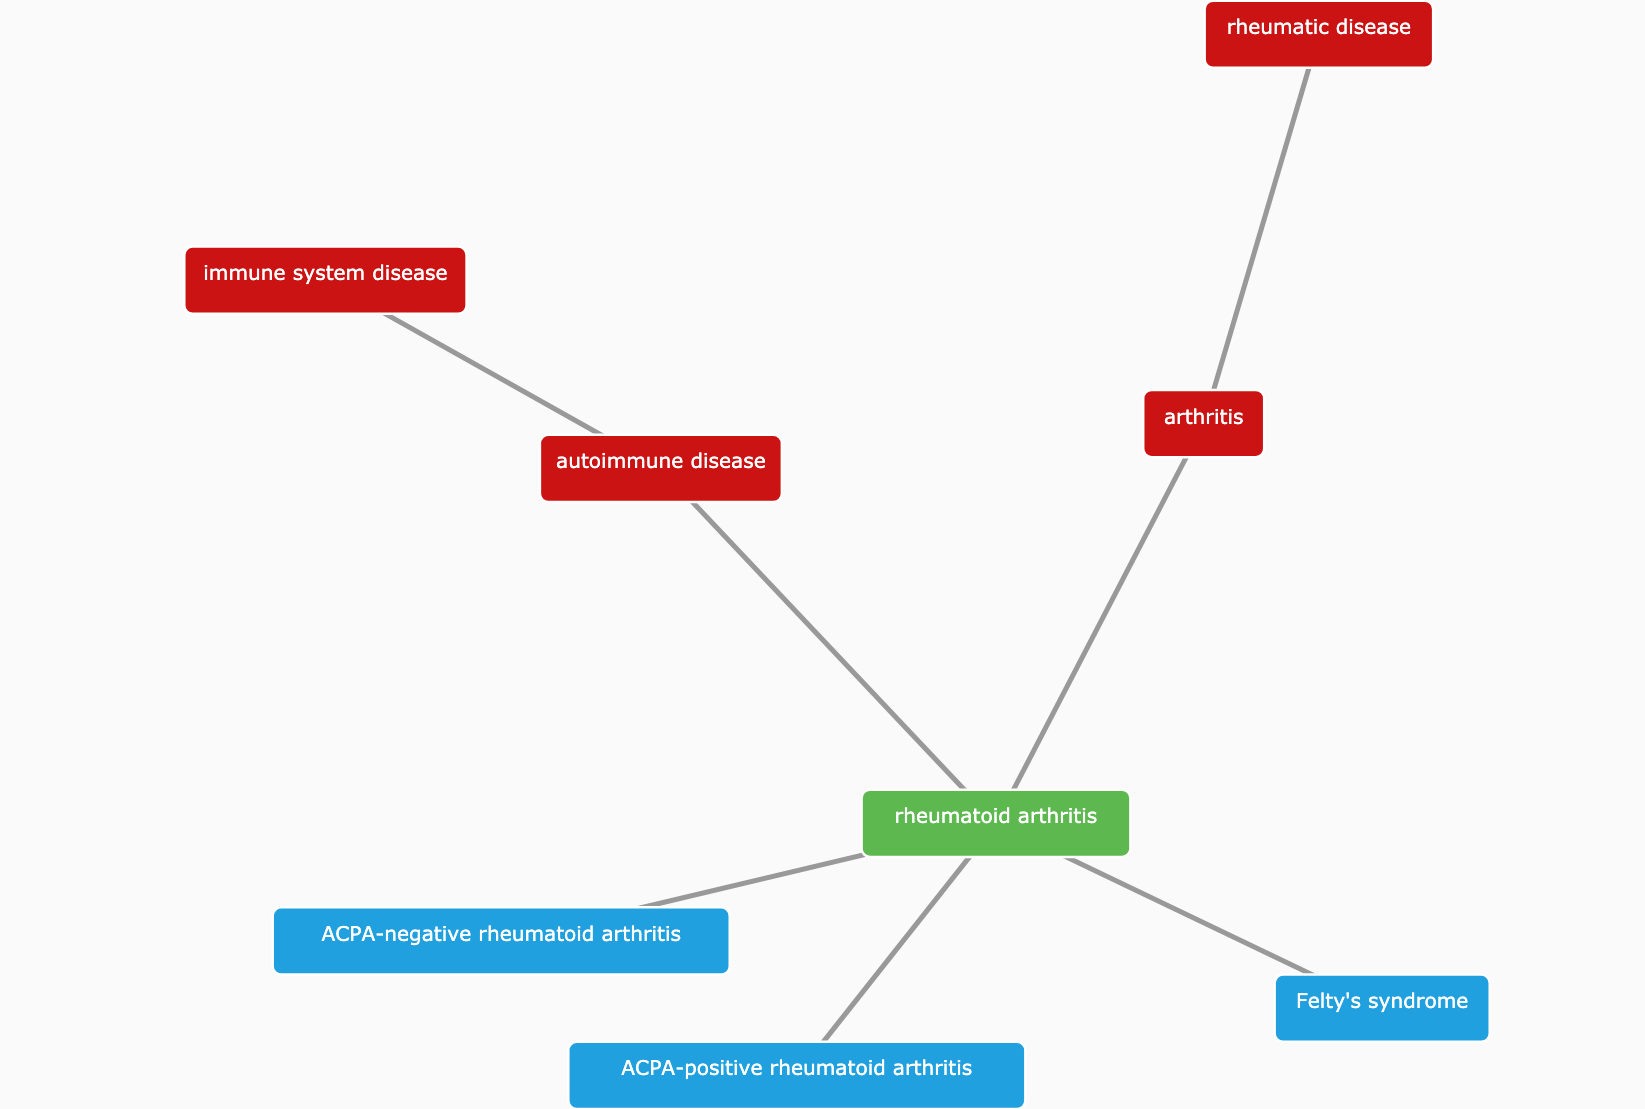 rheumatic disease
immune system disease
arthritis
autoimmune disease
rheumatoid arthritis
ACPA-negative rheumatoid arthritis
Felty's syndrome
ACPA-positive rheumatoid arthritis